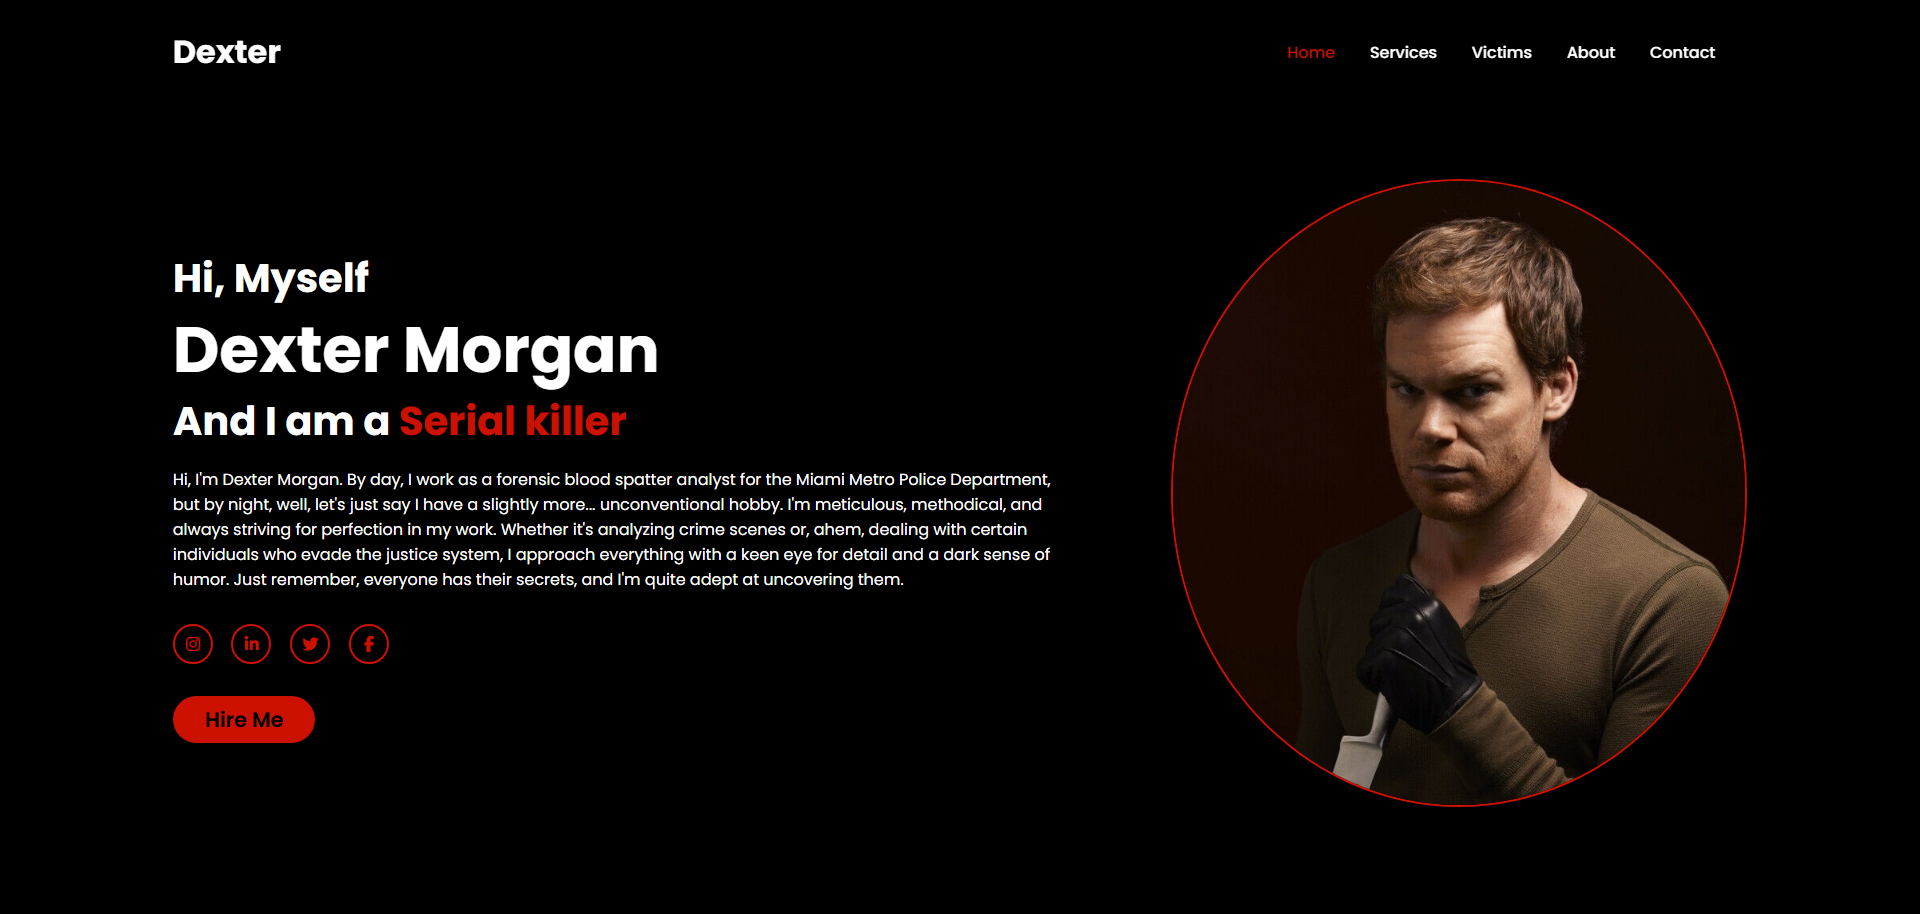 Dexter
Home Services Victims About Contact
Hi, Myself
Dexter Morgan
And I am a Serial killer
Hi, I'm Dexter Morgan. By day, I work as a forensic blood spatter analyst for the Miami Metro Police Department,
but by night, well, let's just say I have a slightly more... unconventional hobby. I'm meticulous, methodical, and
always striving for perfection in my work. Whether it's analyzing crime scenes or, ahem, dealing with certain
individuals who evade the justice system, I approach everything with a keen eye for detail and a dark sense of
humor. Just remember, everyone has their secrets, and I'm quite adept at uncovering them.
Hire Me